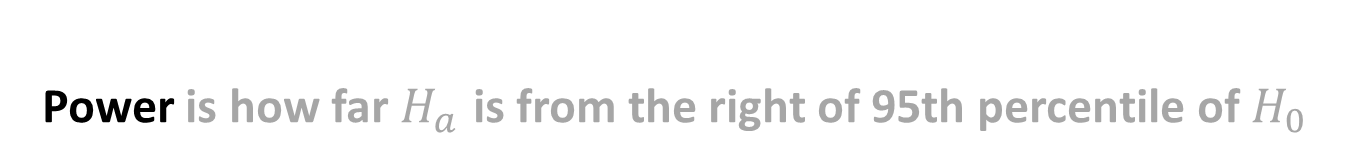 Power is how far Hₐ is from the right of 95th percentile of H₀